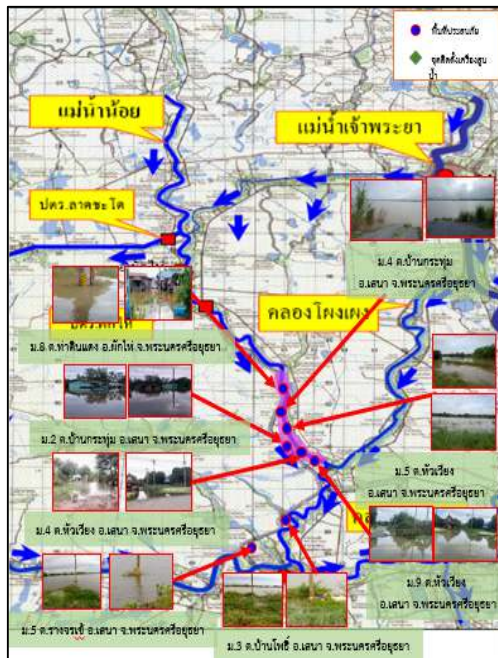 พื้นที่ประสบภัย
จุดติดตั้งเครื่องสูบ
น้ำ
แม่น้ำน้อย
แม่น้ำเจ้าพระยา
ปตร.ลาดชะโด
ม.4 ต.บ้านกระทุ่ม
อ.เสนา จ.พระนครศรีอยุธยา
คลองโผงเผง
ม.8 ต.ท่าดินแดง อ.ผักไห่ จ.พระนครศรีอยุธยา
ม.2 ต.บ้านกระทุ่ม อ.เสนา จ.พระนครศรีอยุธยา
ม.5 ต.หัวเวียง
อ.เสนา จ.พระนครศรีอยุธยา
ม.4 ต.หัวเวียง อ.เสนา จ.พระนครศรีอยุธยา
ม.9 ต.หัวเวียง
อ.เสนา จ.พระนครศรีอยุธยา
ม.5 ต.รางจรเข้ อ.เสนา จ.พระนครศรีอยุธยา
ม.3 ต.บ้านโพธิ์ อ.เสนา จ.พระนครศรีอยุธยา